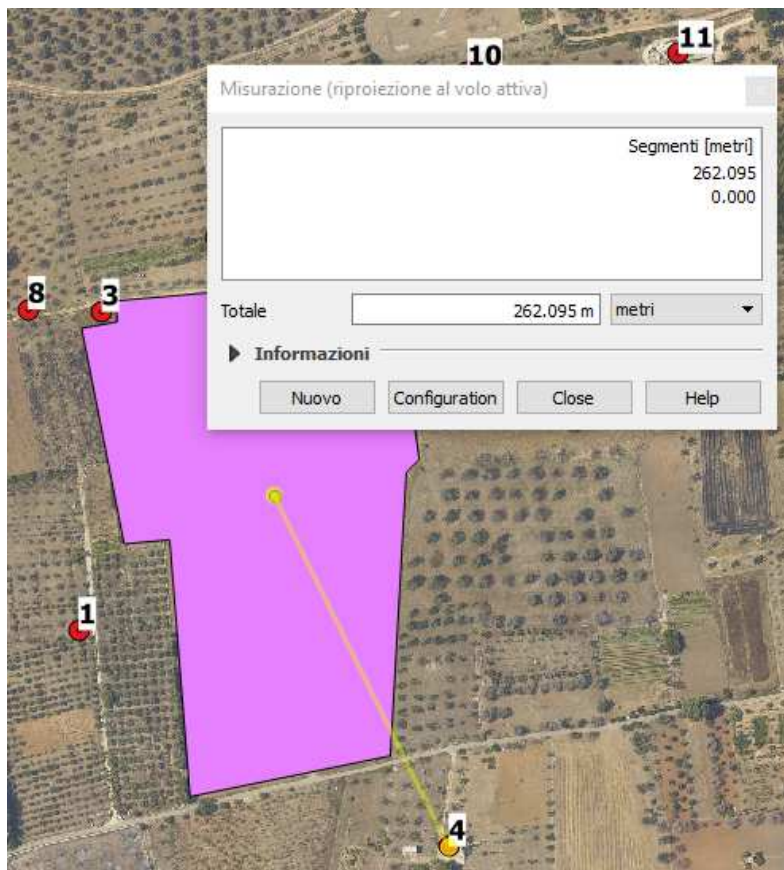 11
10
Misurazione (riproiezione al volo attiva)
Segmenti [metri]
262.095
0.000
8
3
Totale
262.095 m
metri
Informazioni
Nuovo
Configuration
Close
Help
1
4